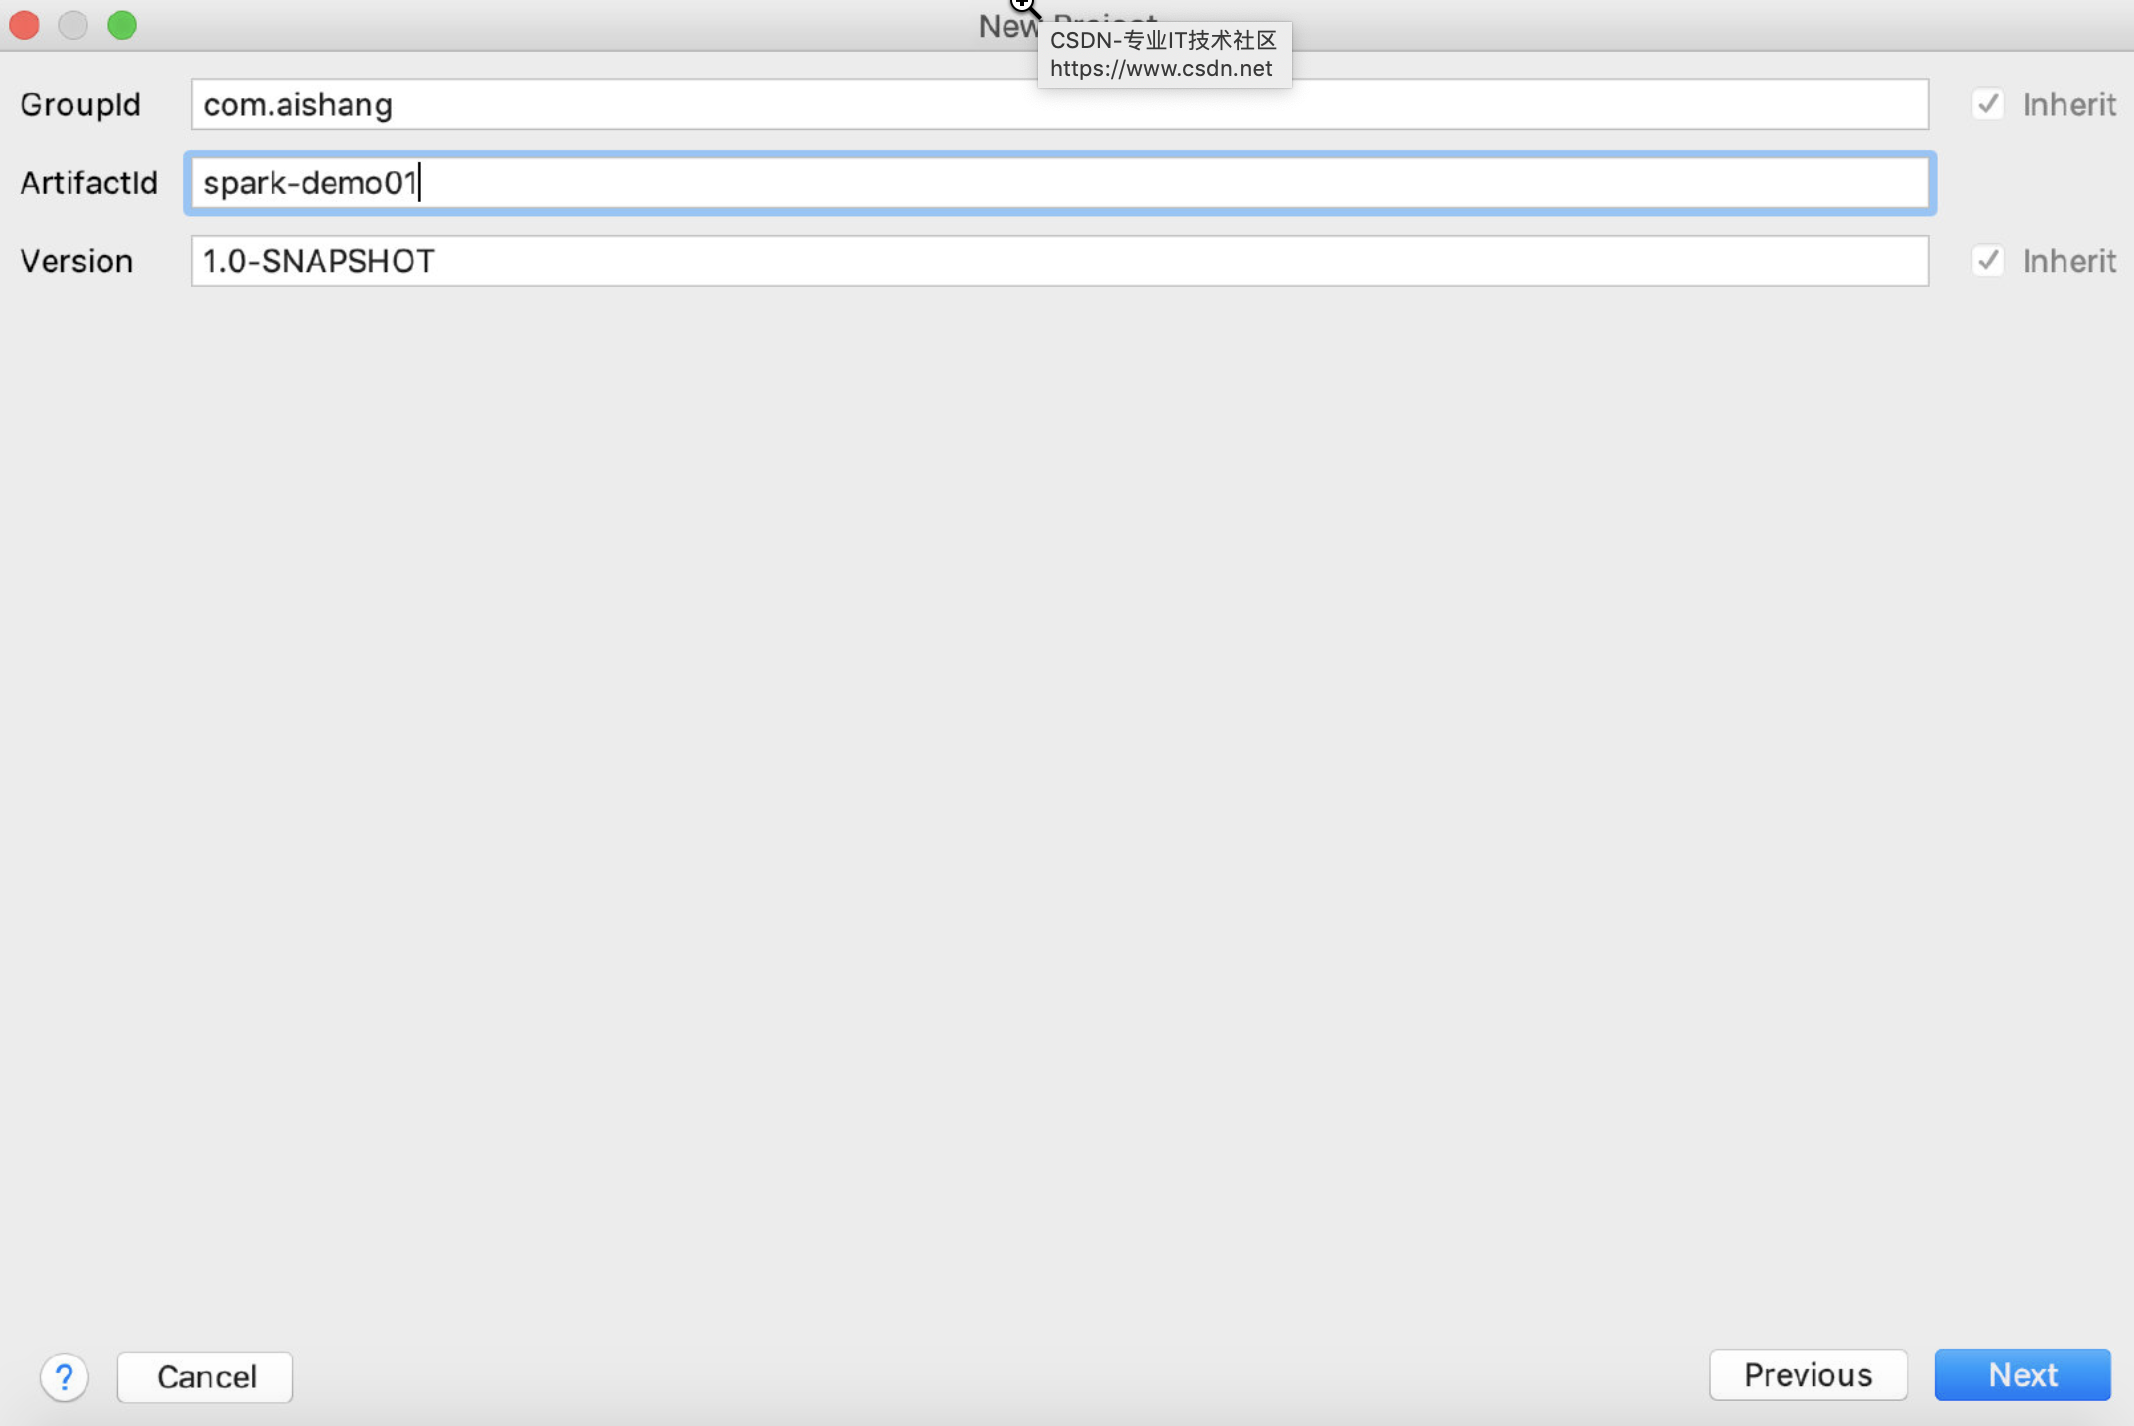 New Project
CSDN-专业IT技术社区
https://www.csdn.net
GroupId com.aishang Inherit
ArtifactId spark-demo01
Version 1.0-SNAPSHOT Inherit
? Cancel Previous Next